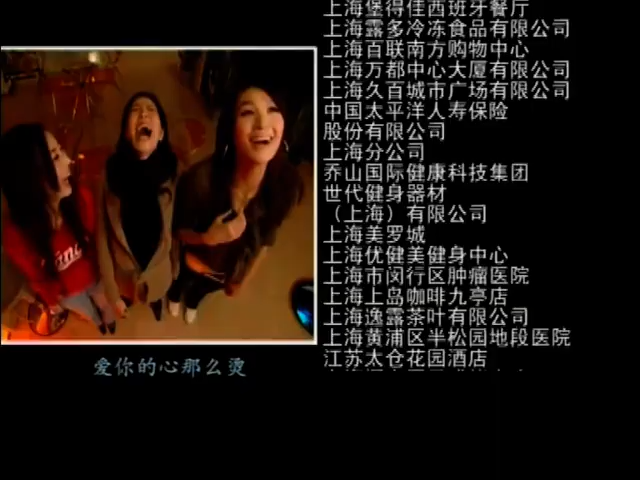 上海堡得佳西班牙餐厅
上海露多冷冻食品有限公司
上海百联南方购物中心
上海万都中心大厦有限公司
上海久百城市广场有限公司
中国太平洋人寿保险
股份有限公司
上海分公司
乔山国际健康科技集团
世代健身器材
（上海）有限公司
上海美罗城
上海优健美健身中心
上海市闵行区肿瘤医院
上海上岛咖啡九亭店
上海逸露茶叶有限公司
上海黄浦区半松园地段医院
江苏太仓花园酒店
爱你的心那么烫